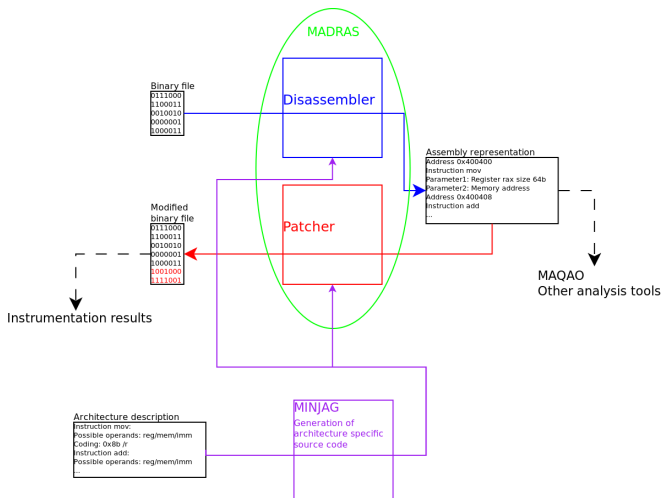 MADRAS
Binary file
0111000
1100011
0010010
0000001
1000011
Disassembler
Assembly representation
Address 0x400400
Instruction mov
Parameter1: Register rax size 64b
Parameter2: Memory address
Address 0x400408
Instruction add
...
Modified
binary file
0111000
1100011
0010010
0000001
1000011
1001000
1111001
Patcher
MAQAO
Other analysis tools
Instrumentation results
Architecture description
Instruction mov:
Possible operands: reg/mem/imm
Coding: 0x8b /r
Instruction add:
Possible operands: reg/mem/imm
...
MINJAG
Generation of
architecture specific
source code